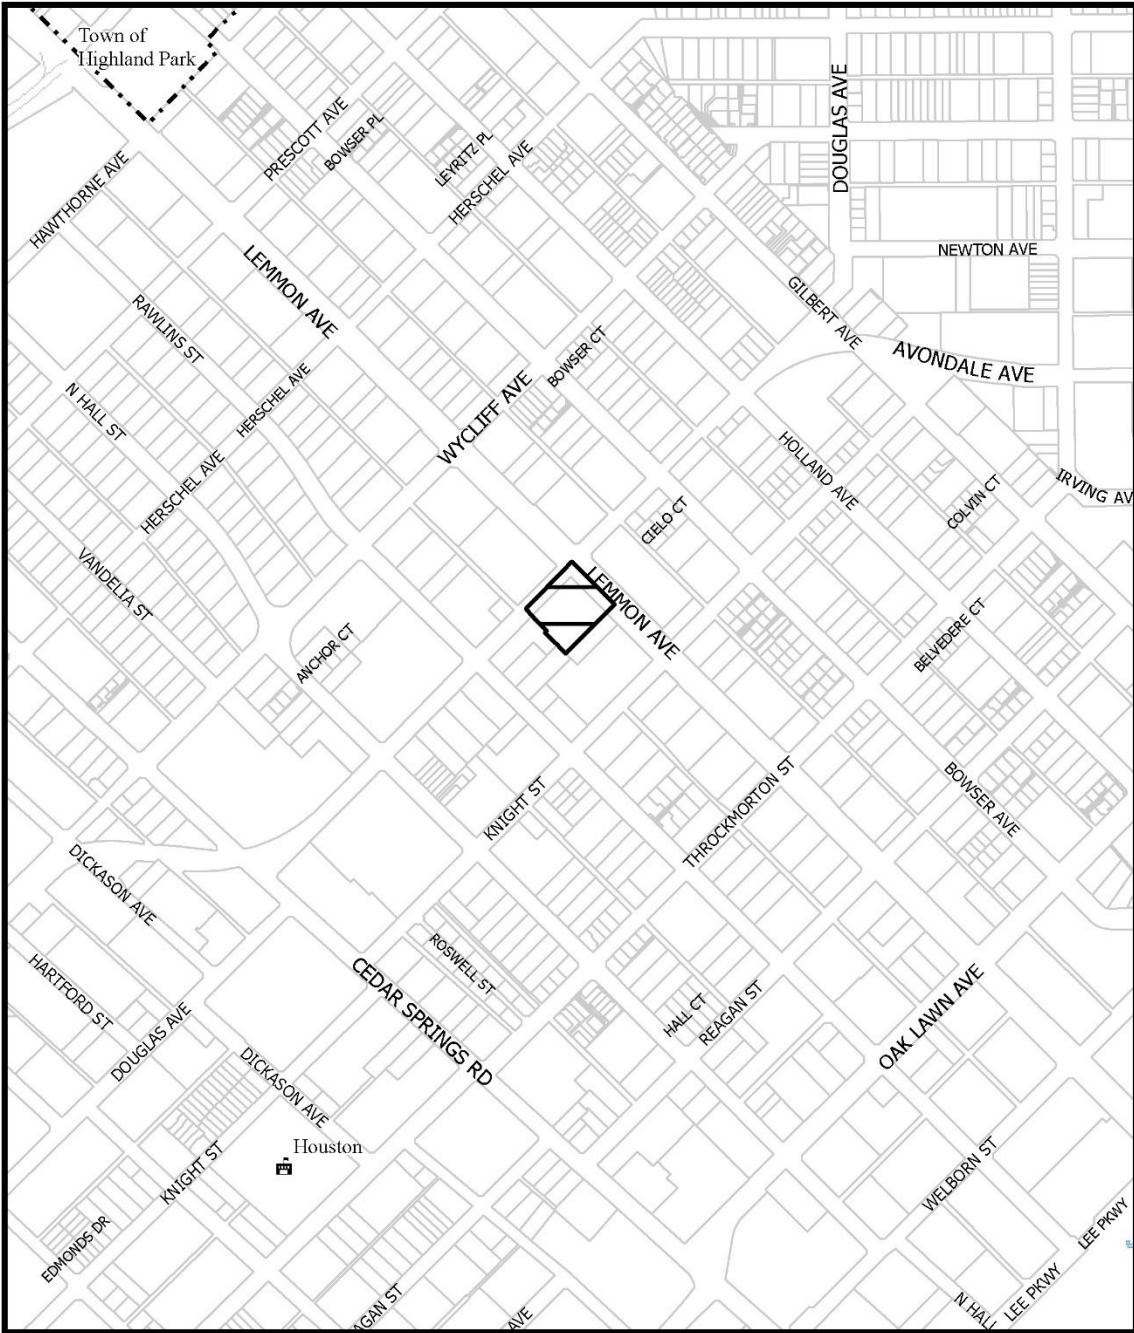 Town of
Highland Park
DOUGLAS AVE
PRESCOTT AVE
BOWSER PL
LEYRITZ PL
HERSCHEL AVE
HAWTHORNE AVE
NEWTON AVE
LEMMON AVE
GILBERT AVE
RAWLINS ST
BOWSER CT
AVONDALE AVE
HERSCHEL AVE
WYCLIFF AVE
N HALL ST
HOLLAND AVE
HERSCHEL AVE
COLVIN CT
IRVING AV
CIELO CT
VANDELIA ST
LEMMON AVE
ANCHOR CT
BELVEDERE CT
KNIGHT ST
THROCKMORTON ST
BOWSER AVE
DICKASON AVE
ROSWELL ST
HARTFORD ST
CEDAR SPRINGS RD
HALL CT
REAGAN ST
OAK LAWN AVE
DOUGLAS AVE
DICKASON AVE
Houston
KNIGHT ST
WELBORN ST
EDMONDS DR
LEE PKWY
LEE PKWY
N HALL
AGAN ST
AVE